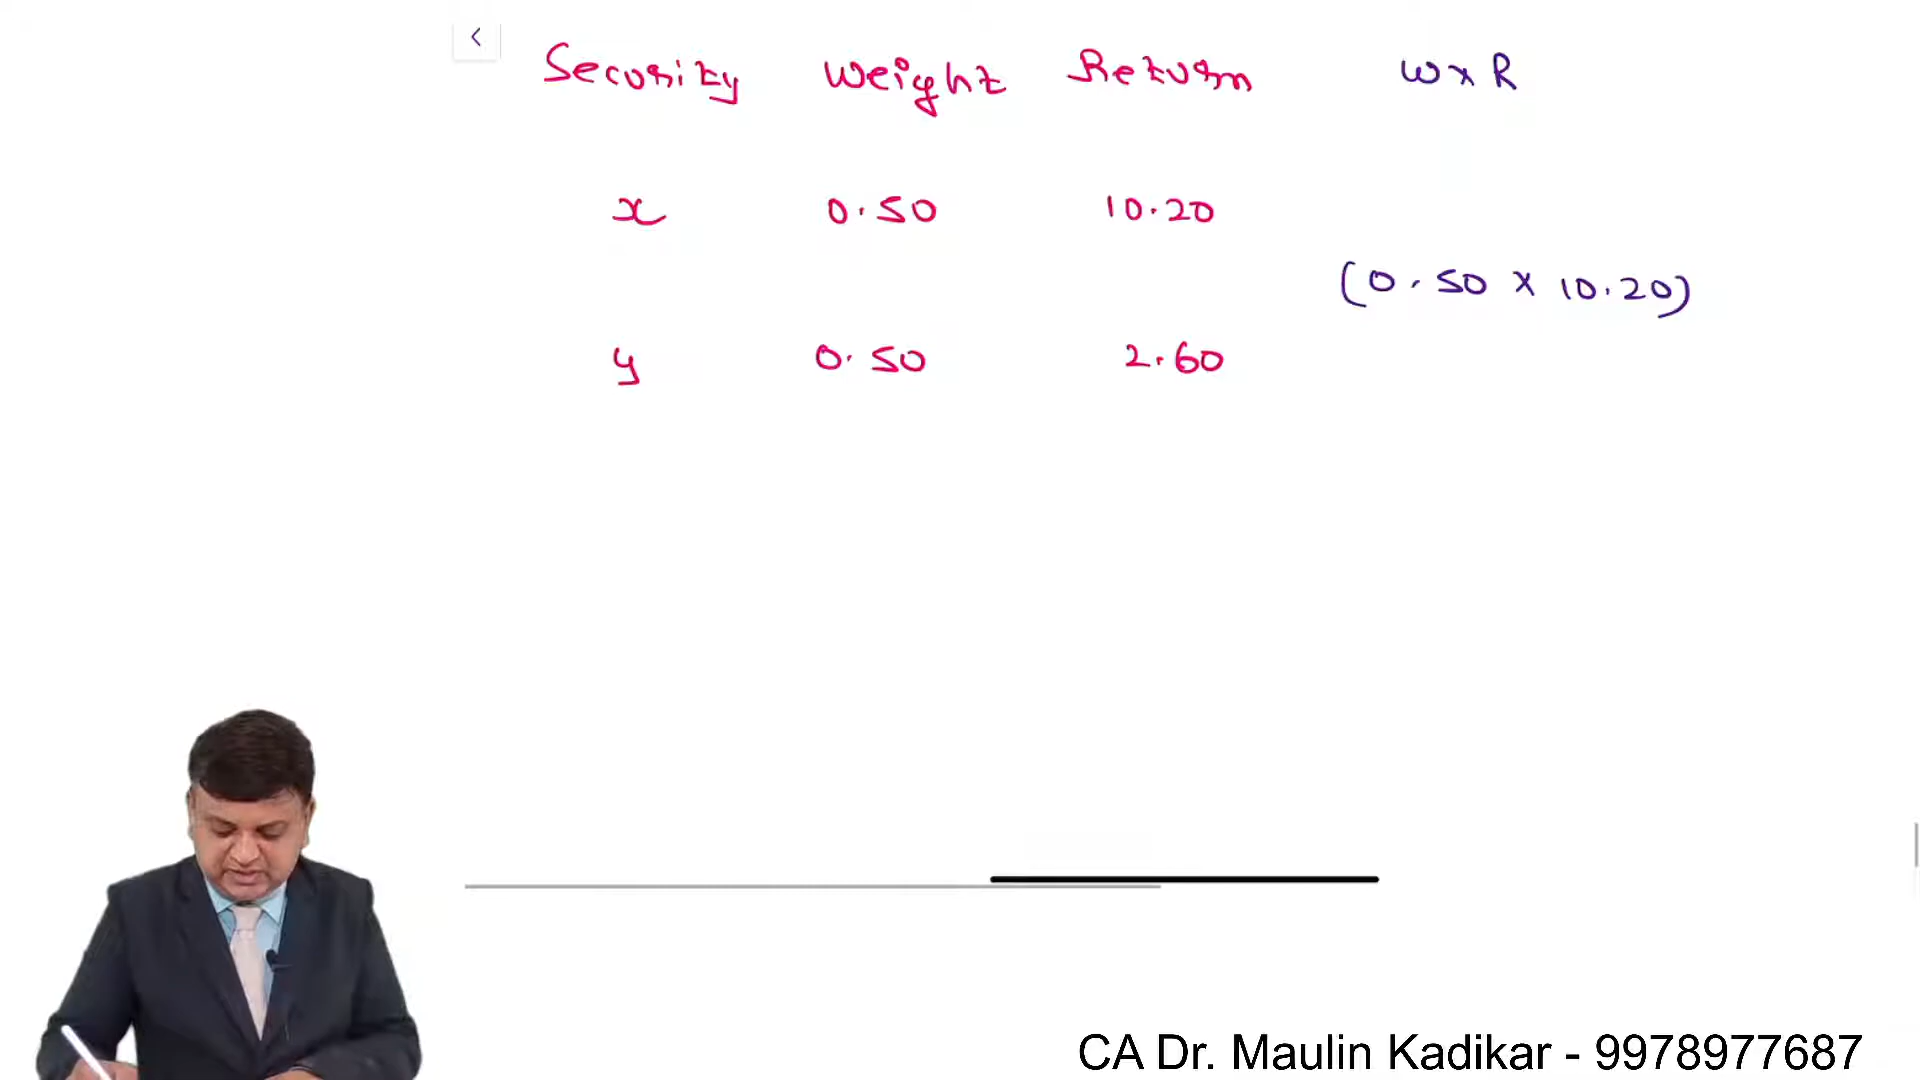 Security Weight Return W x R
x 0.50 10.20
(0.50 x 10.20)
y 0.50 2.60
CA Dr. Maulin Kadikar - 9978977687